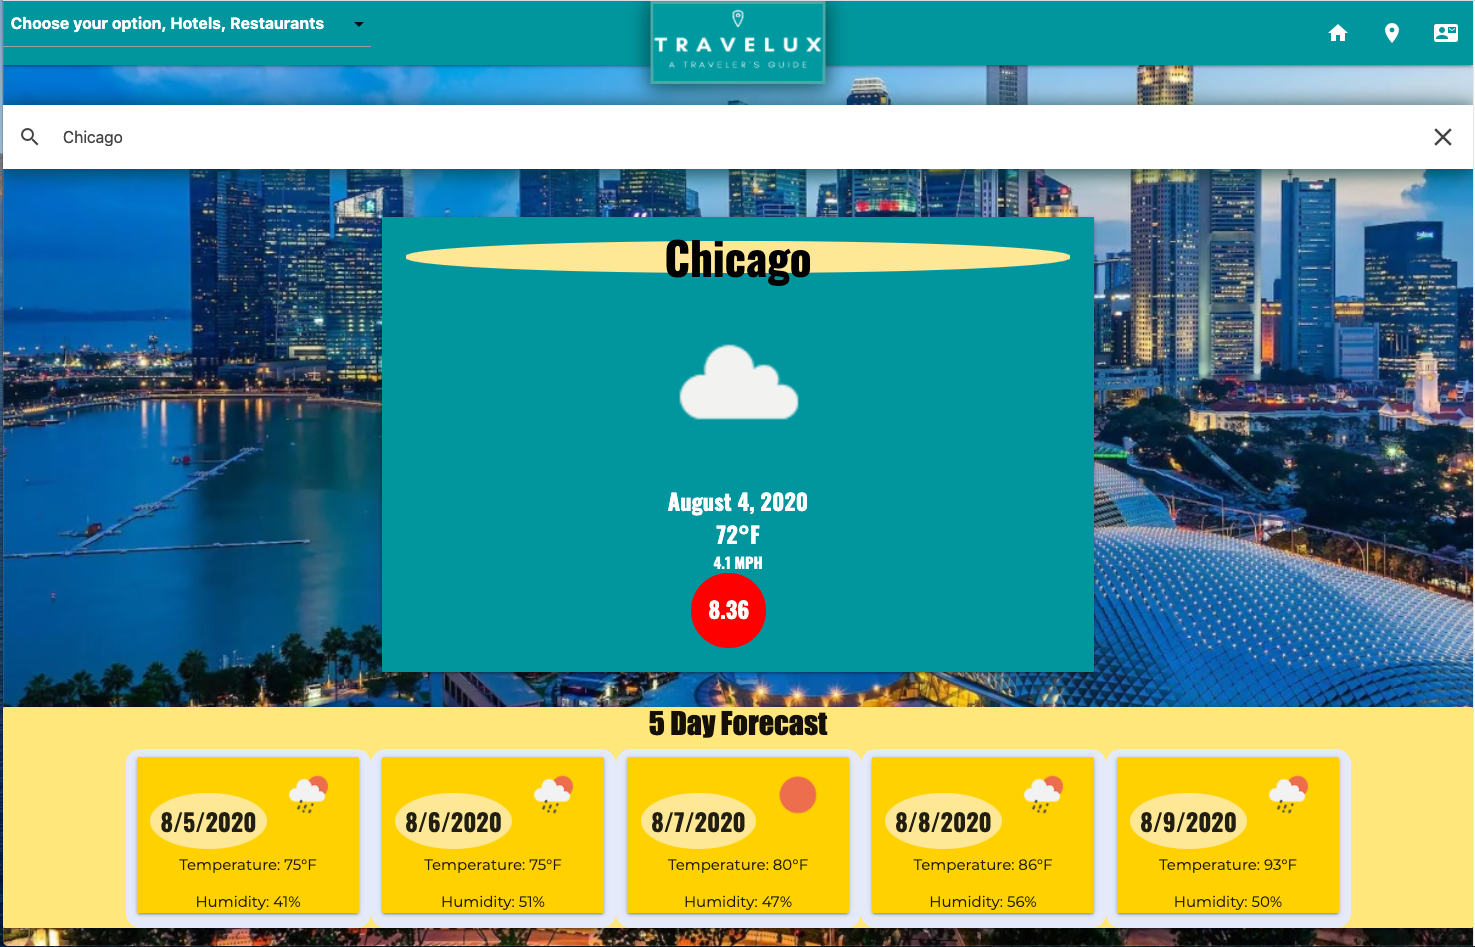 Choose your option, Hotels, Restaurants
TRAVELUX
A TRAVELER'S GUIDE
Chicago
Chicago
August 4, 2020
72°F
4.1 MPH
8.36
5 Day Forecast
8/5/2020
Temperature: 75°F
Humidity: 41%
8/6/2020
Temperature: 75°F
Humidity: 51%
8/7/2020
Temperature: 80°F
Humidity: 47%
8/8/2020
Temperature: 86°F
Humidity: 56%
8/9/2020
Temperature: 93°F
Humidity: 50%